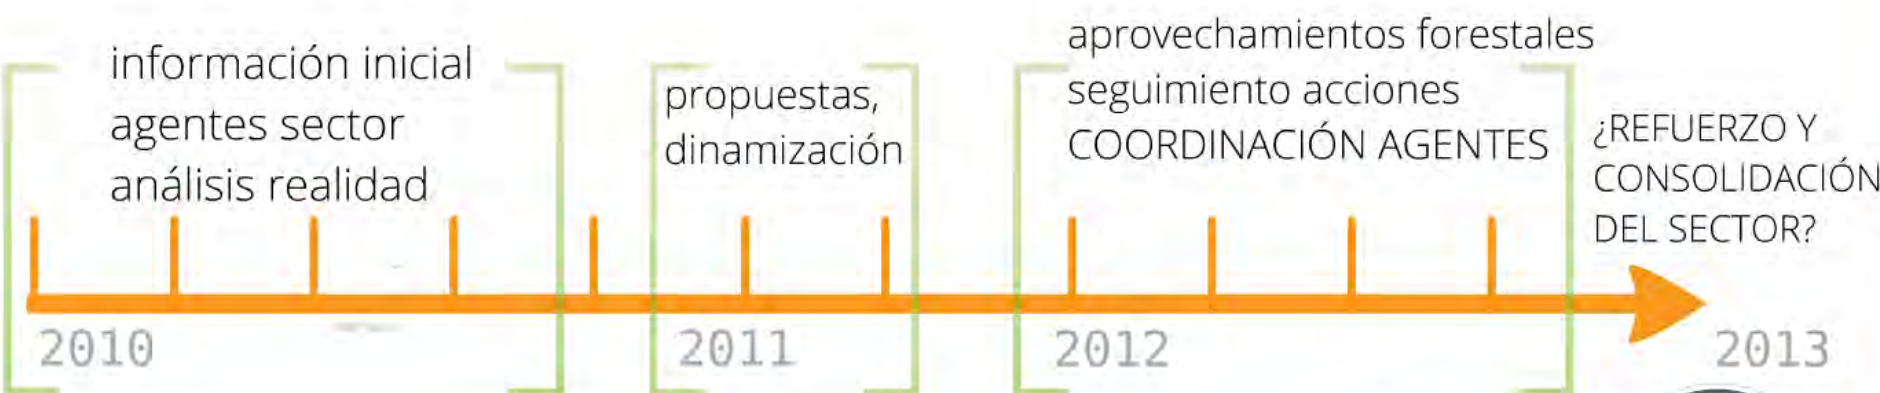 información inicial
agentes sector
análisis realidad
propuestas,
dinamización
aprovechamientos forestales
seguimiento acciones
COORDINACIÓN AGENTES
¿REFUERZO Y
CONSOLIDACIÓN
DEL SECTOR?
2010
2011
2012
2013